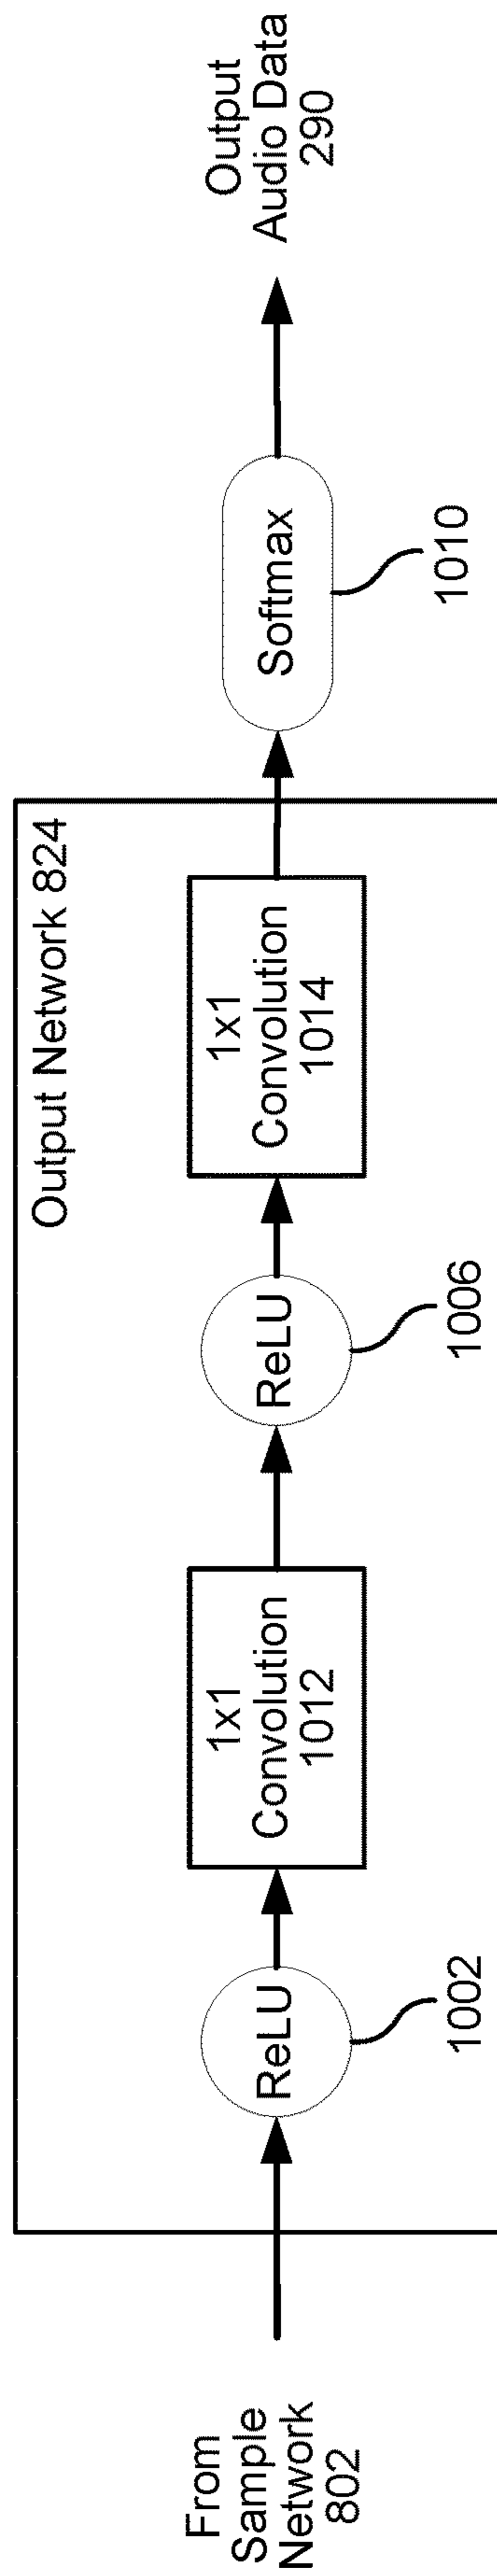 Output Network 824
From
Sample
Network
802
ReLU
1002
1x1
Convolution
1012
ReLU
1006
1x1
Convolution
1014
Softmax
1010
Output
Audio Data
290